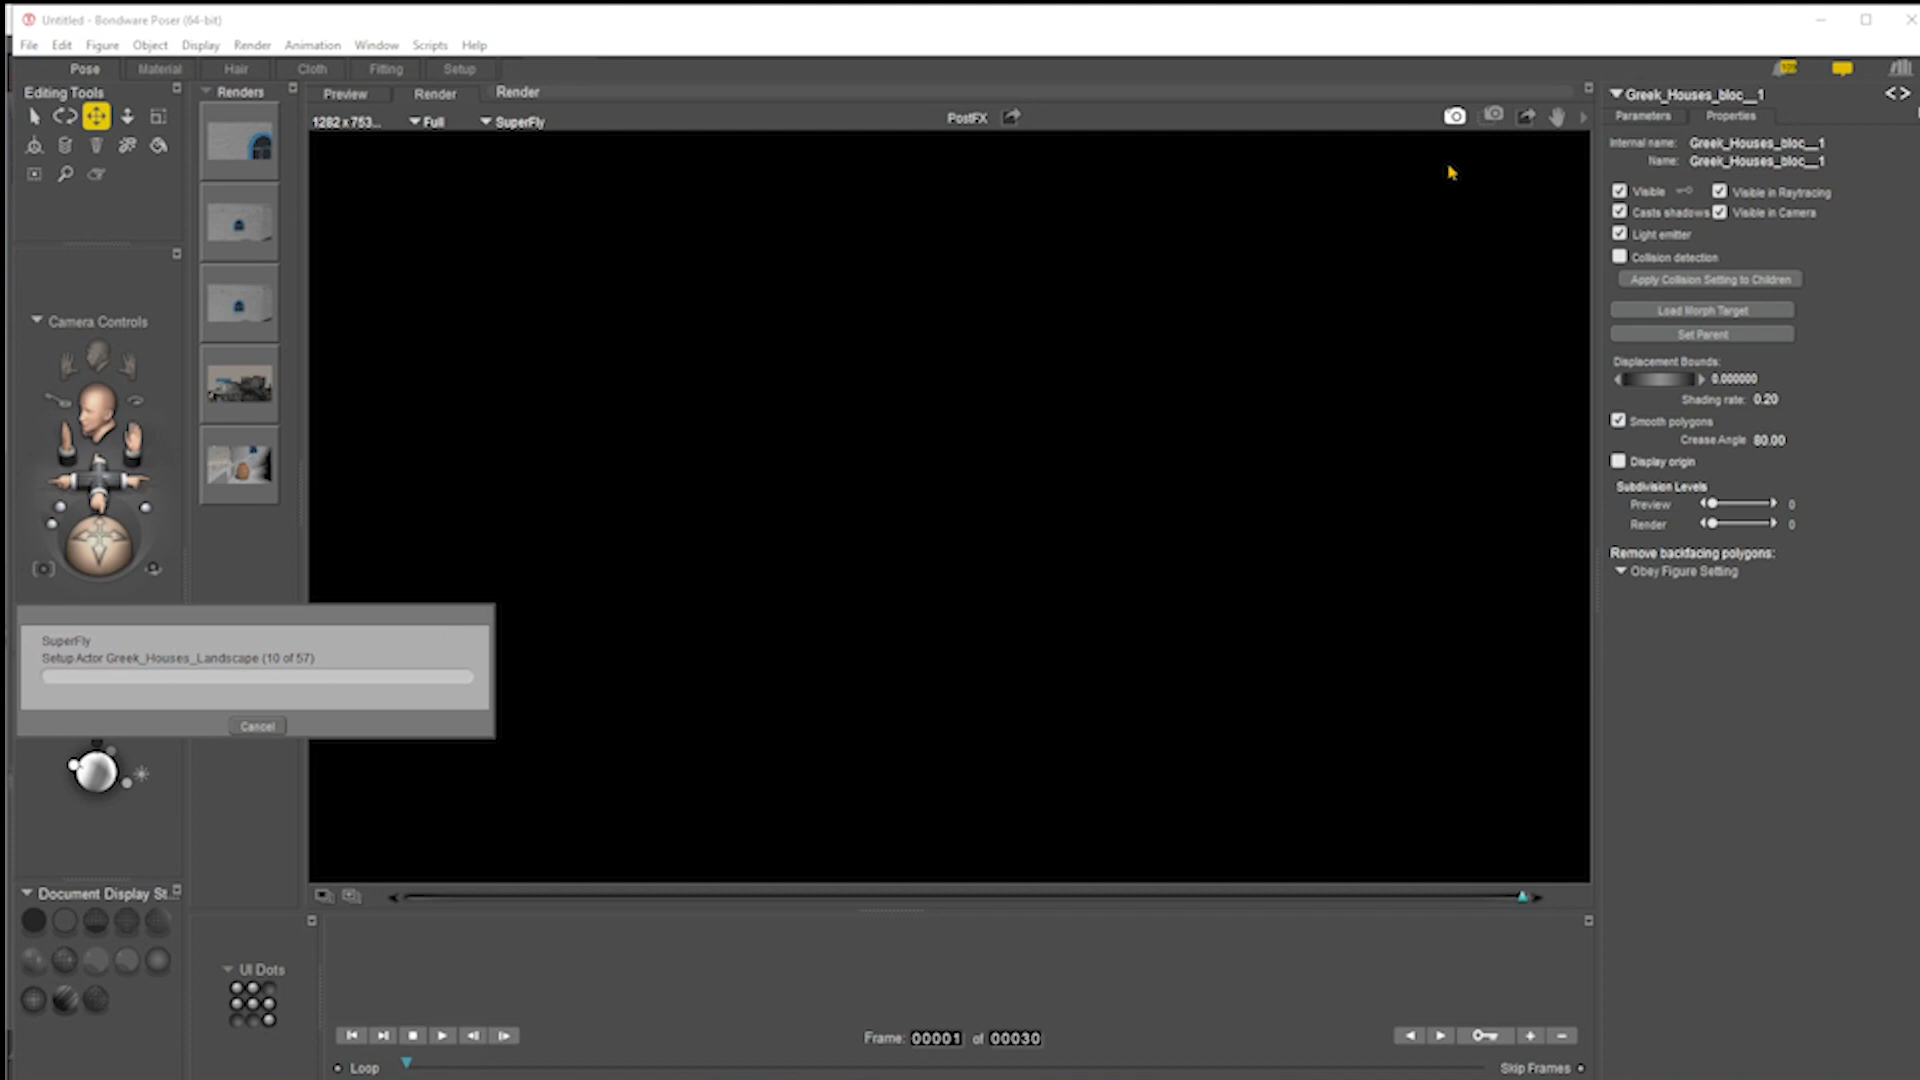 Untitled - Bondware Poser (64-bit)
File Edit Figure Object Display Render Animation Window Scripts Help
Pose Material Hair Cloth Fitting Setup
Editing Tools
Renders
Preview Render Render
1282 x 753... Full SuperFly PostFX
Greek_Houses_bloc__1
Parameters Properties
Internal name: Greek_Houses_bloc__1
Name: Greek_Houses_bloc__1
Visible Visible in Raytracing
Casts shadows Visible in Camera
Light emitter
Collision detection
Apply Collision Setting to Children
Load Morph Target
Set Parent
Displacement Bounds:
0.000000
Shading rate: 0.20
Smooth polygons
Crease Angle 80.00
Display origin
Subdivision Levels
Preview 0
Render 0
Remove backfacing polygons:
Obey Figure Setting
Camera Controls
SuperFly
Setup Actor Greek_Houses_Landscape (10 of 57)
Cancel
Document Display St...
UI Dots
Frame: 00001 of 00030
Loop
Skip Frames